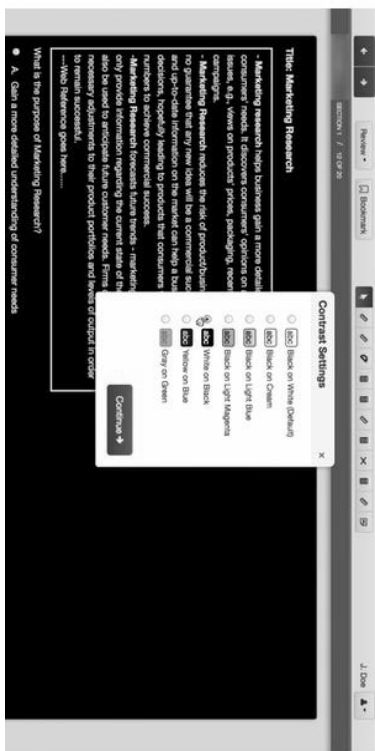 Review
Bookmark
J. Doe
SECTION 1 / 12 OF 20
Title: Marketing Research
- Marketing research helps business gain a more detailed
consumers' needs. It discovers consumers' opinions on a
issues, e.g., views on products' prices, packaging, recent
campaigns.
- Marketing Research reduces the risk of product/busin
no guarantee that any new idea will be a commercial suc
and up-to-date information on the market can help a bus
decisions, hopefully leading to products that consumers
numbers to achieve commercial success.
-Marketing Research forecasts future trends - marketing
only provide information regarding the current state of the
also be used to anticipate future customer needs. Firms
necessary adjustments to their product portfolios and levels of output in order
to remain successful.
----Web Reference goes here......
What is the purpose of Marketing Research?
A. Gain a more detailed understanding of consumer needs
Contrast Settings
×
abc Black on White (Default)
abc Black on Cream
abc Black on Light Blue
abc Black on Light Magenta
abc White on Black
abc Yellow on Blue
abc Gray on Green
Continue →